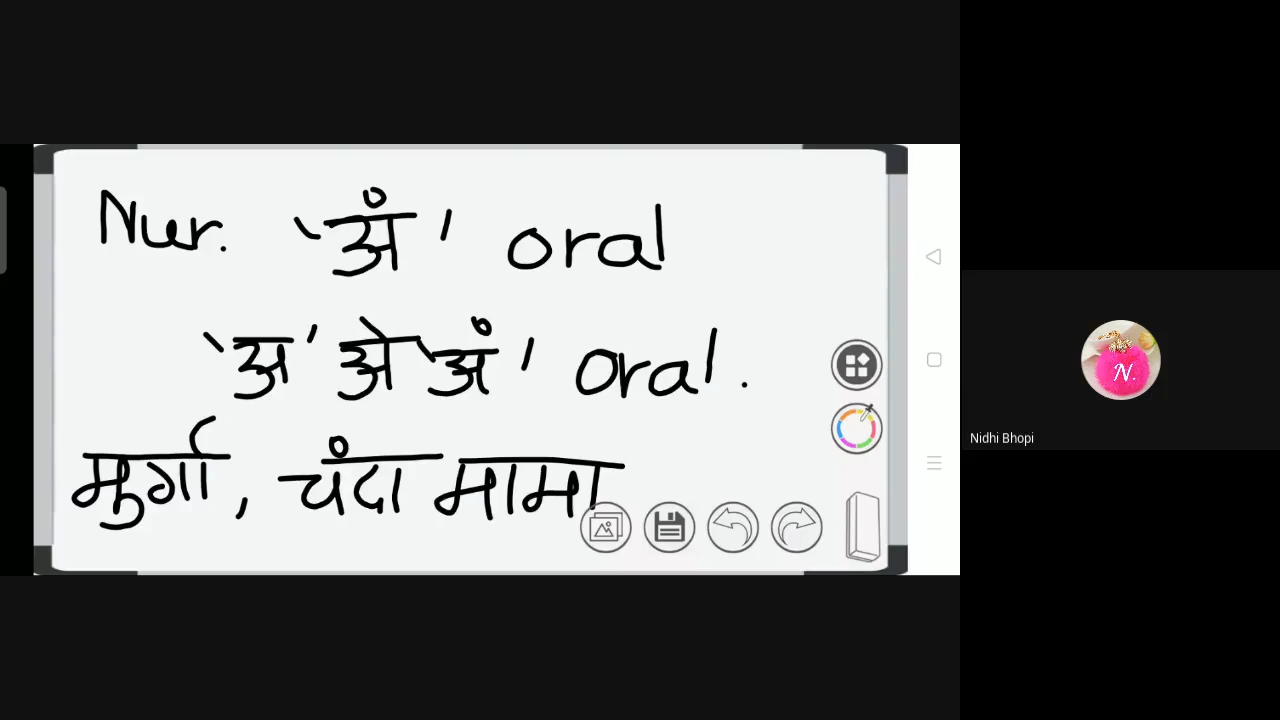 Nur. 'अं' oral
'अ' अे 'अं' oral.
मुर्गा, चंदा मामा
N.
Nidhi Bhopi